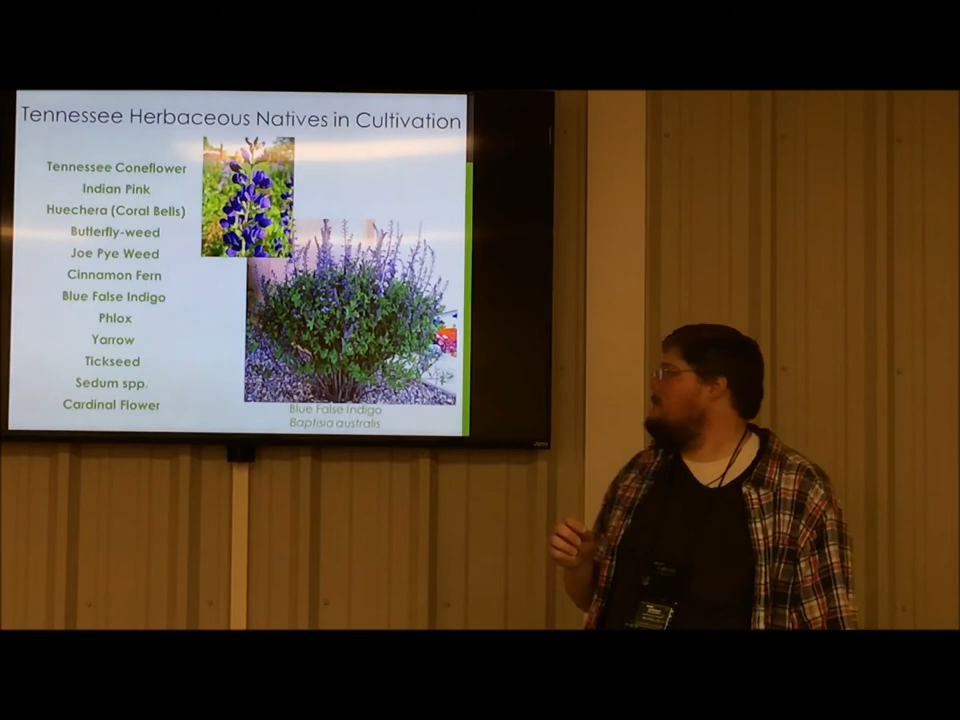 Tennessee Herbaceous Natives in Cultivation
Tennessee Coneflower
Indian Pink
Huechera (Coral Bells)
Butterfly-weed
Joe Pye Weed
Cinnamon Fern
Blue False Indigo
Phlox
Yarrow
Tickseed
Sedum spp.
Cardinal Flower
Blue False Indigo
Baptisia australis